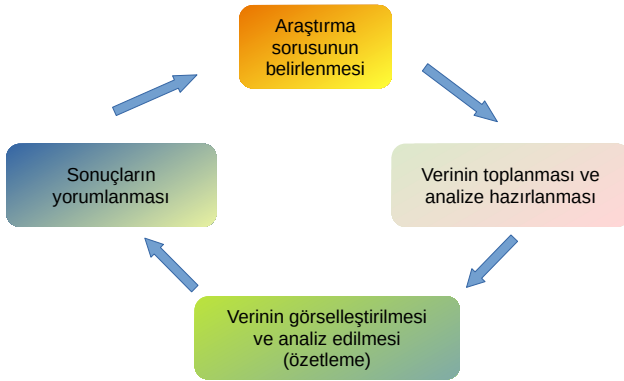 Araştırma
sorusunun
belirlenmesi
Verinin toplanması ve
analize hazırlanması
Verinin görselleştirilmesi
ve analiz edilmesi
(özetleme)
Sonuçların
yorumlanması